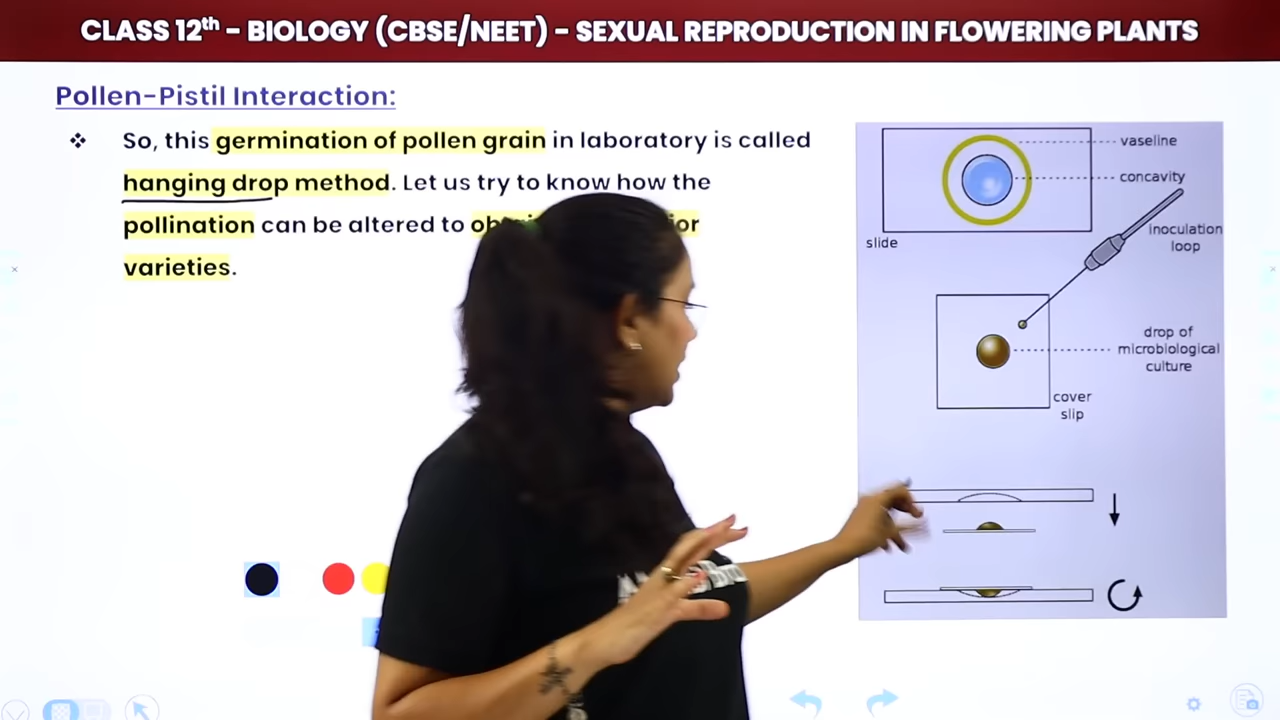 CLASS 12th – BIOLOGY (CBSE/NEET) – SEXUAL REPRODUCTION IN FLOWERING PLANTS
Pollen-Pistil Interaction:
❖ So, this germination of pollen grain in laboratory is called
hanging drop method. Let us try to know how the
pollination can be altered to
varieties.
vaseline
concavity
slide
inoculation
loop
drop of
microbiological
culture
cover
slip